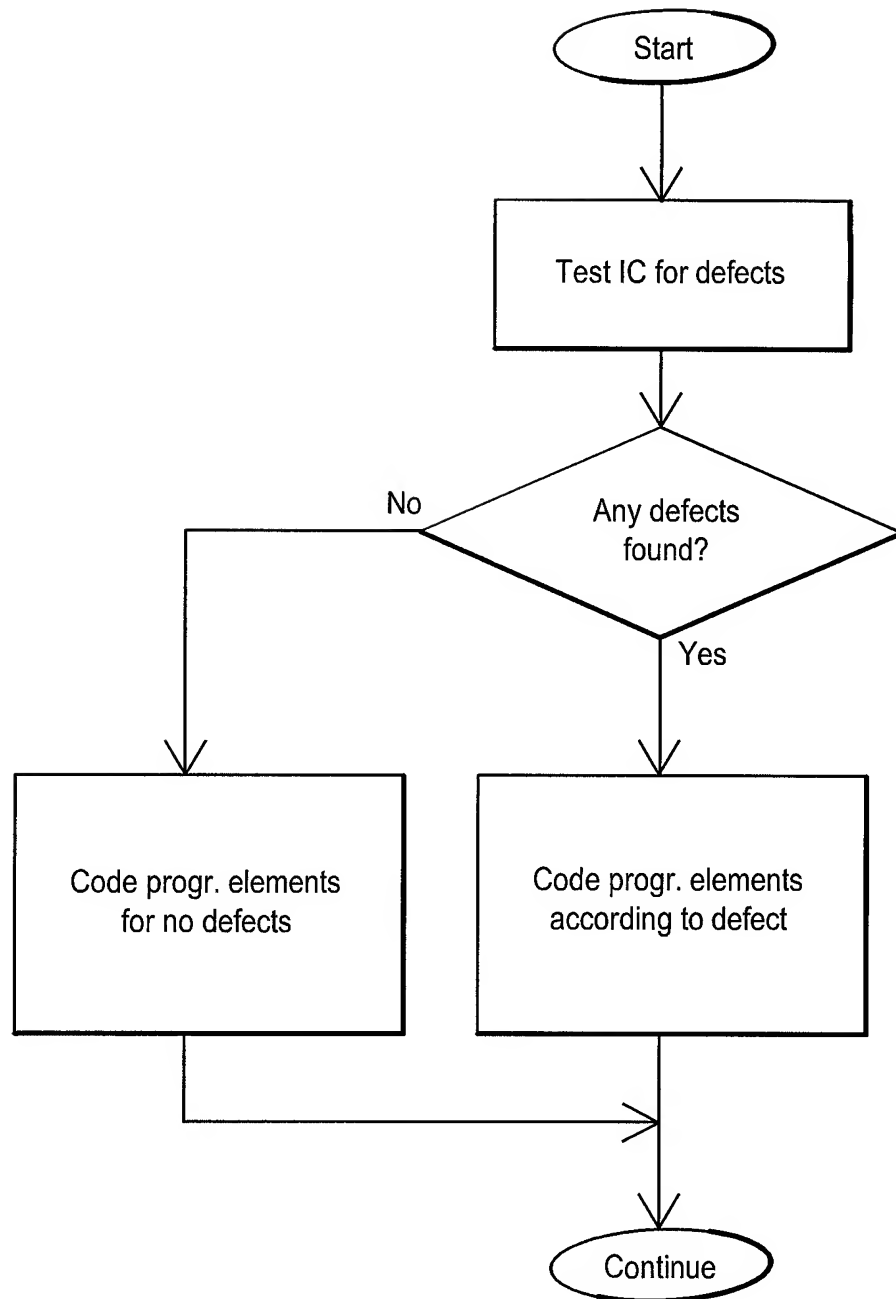 Start
Test IC for defects
Any defects
found?
No
Yes
Code progr. elements
for no defects
Code progr. elements
according to defect
Continue